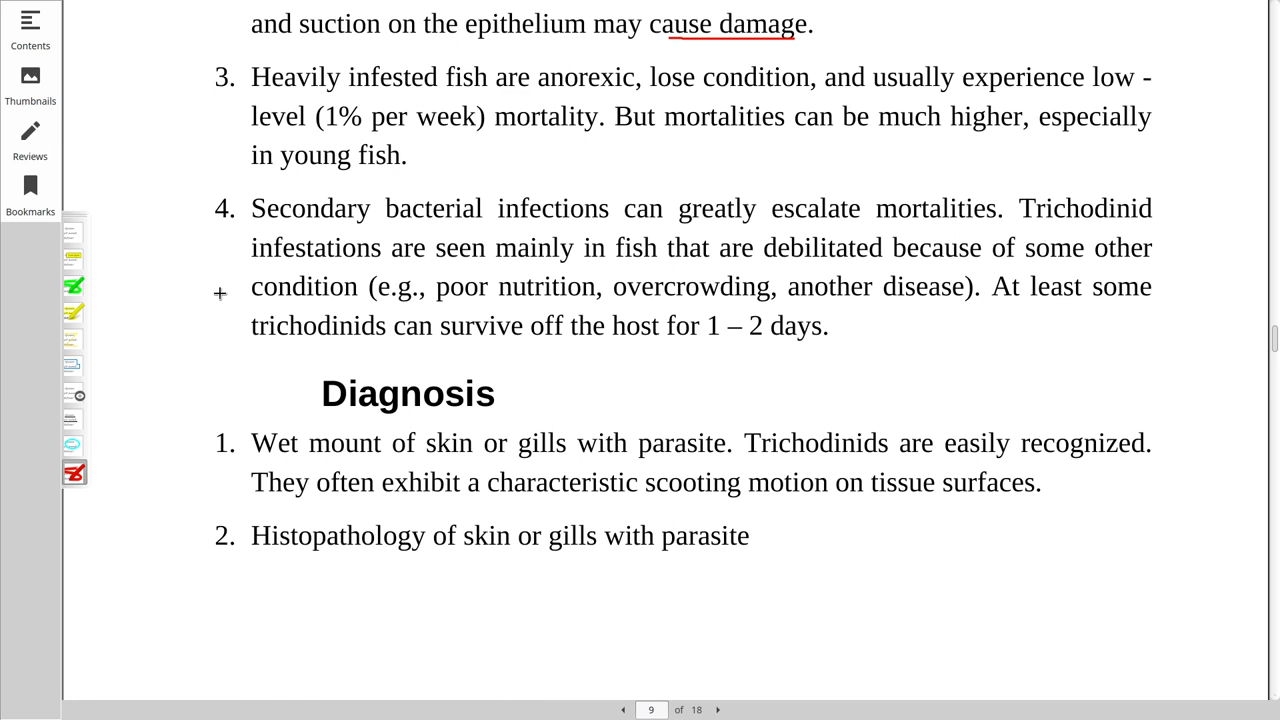 Contents
Thumbnails
Reviews
Bookmarks
and suction on the epithelium may cause damage.
3. Heavily infested fish are anorexic, lose condition, and usually experience low -
level (1% per week) mortality. But mortalities can be much higher, especially
in young fish.
4. Secondary bacterial infections can greatly escalate mortalities. Trichodinid
infestations are seen mainly in fish that are debilitated because of some other
condition (e.g., poor nutrition, overcrowding, another disease). At least some
trichodinids can survive off the host for 1 – 2 days.
Diagnosis
1. Wet mount of skin or gills with parasite. Trichodinids are easily recognized.
They often exhibit a characteristic scooting motion on tissue surfaces.
2. Histopathology of skin or gills with parasite
9 of 18